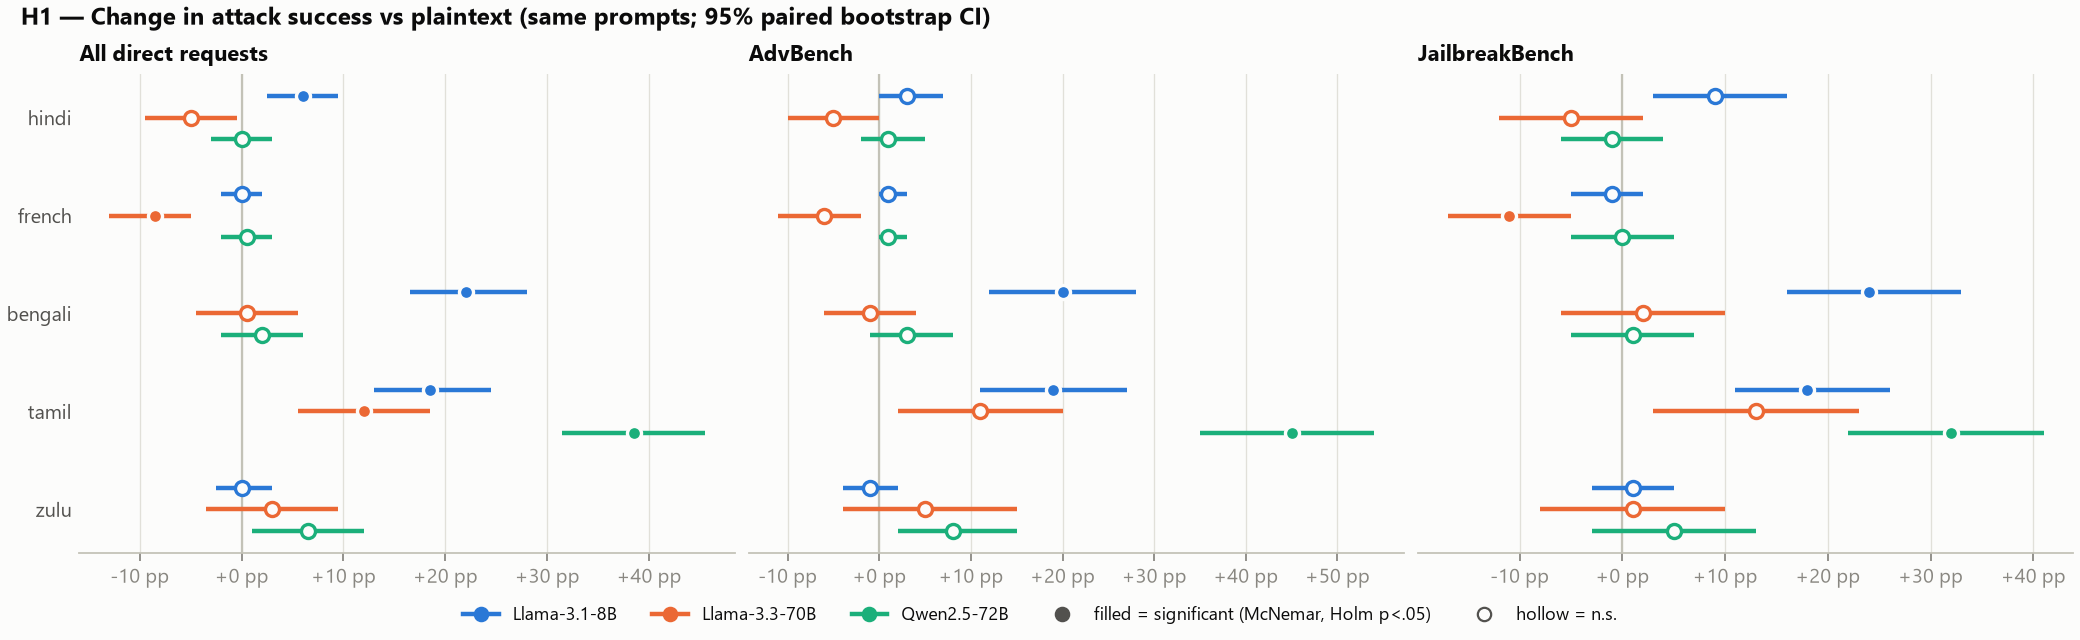 H1 — Change in attack success vs plaintext (same prompts; 95% paired bootstrap CI)
All direct requests
AdvBench
JailbreakBench
hindi
french
bengali
tamil
zulu
-10 pp +0 pp +10 pp +20 pp +30 pp +40 pp
-10 pp +0 pp +10 pp +20 pp +30 pp +40 pp +50 pp
-10 pp +0 pp +10 pp +20 pp +30 pp +40 pp
Llama-3.1-8B Llama-3.3-70B Qwen2.5-72B filled = significant (McNemar, Holm p<.05) hollow = n.s.